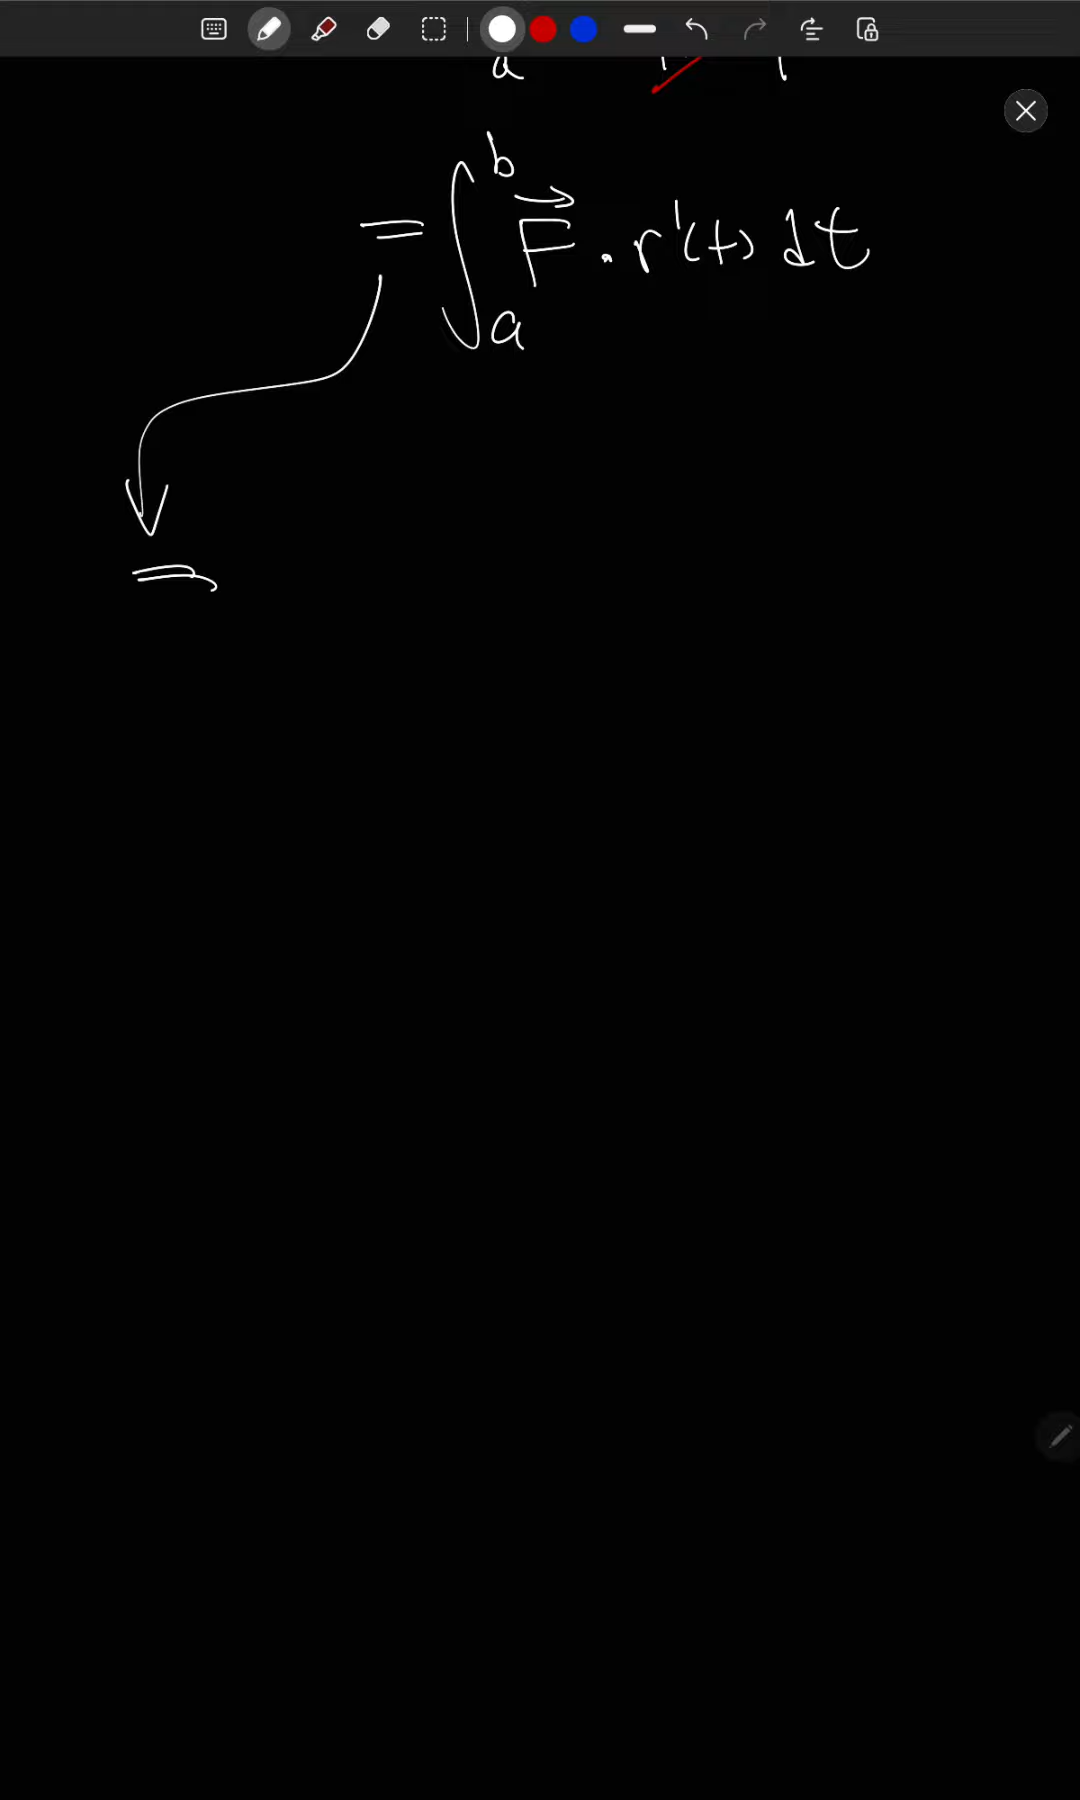 a
= ∫ₐᵇ F⃗ · r'(t) dt
=